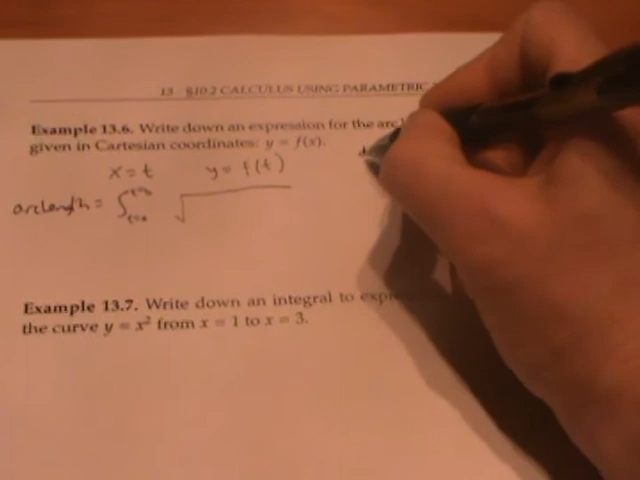 13 §10.2 CALCULUS USING PARAMETRIC
Example 13.6. Write down an expression for the arc
given in Cartesian coordinates: y = f(x).
x = t y = f(t)
arclength = ∫ √
Example 13.7. Write down an integral to
the curve y = x² from x = 1 to x = 3.